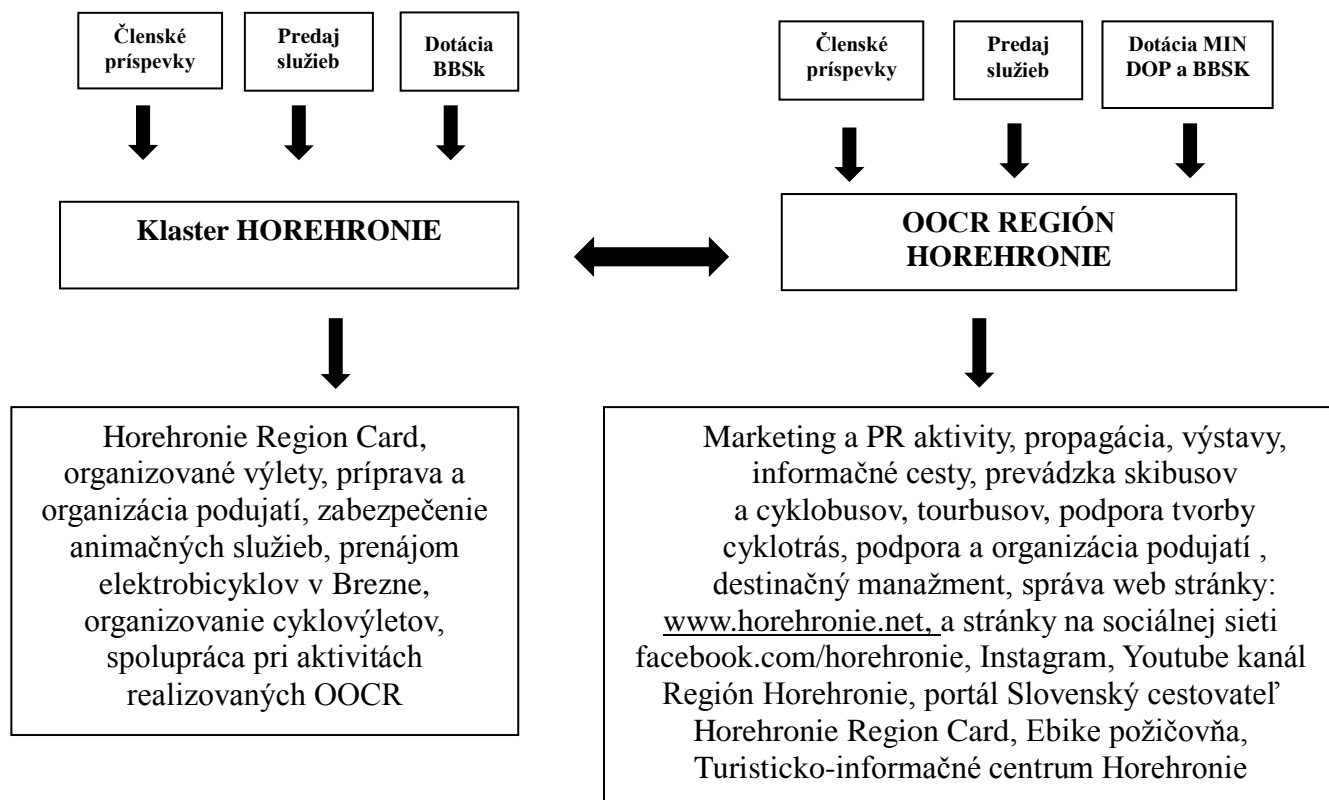 Členské
príspevky
Predaj
služieb
Dotácia
BBSk
Členské
príspevky
Predaj
služieb
Dotácia MIN
DOP a BBSK
Klaster HOREHRONIE
OOCR REGIÓN
HOREHRONIE
Horehronie Region Card,
organizované výlety, príprava a
organizácia podujatí, zabezpečenie
animačných služieb, prenájom
elektrobicyklov v Brezne,
organizovanie cyklovýletov,
spolupráca pri aktivitách
realizovaných OOCR
Marketing a PR aktivity, propagácia, výstavy,
informačné cesty, prevádzka skibusov
a cyklobusov, tourbusov, podpora tvorby
cyklotrás, podpora a organizácia podujatí ,
destinačný manažment, správa web stránky:
www.horehronie.net, a stránky na sociálnej sieti
facebook.com/horehronie, Instagram, Youtube kanál
Región Horehronie, portál Slovenský cestovateľ
Horehronie Region Card, Ebike požičovňa,
Turisticko-informačné centrum Horehronie